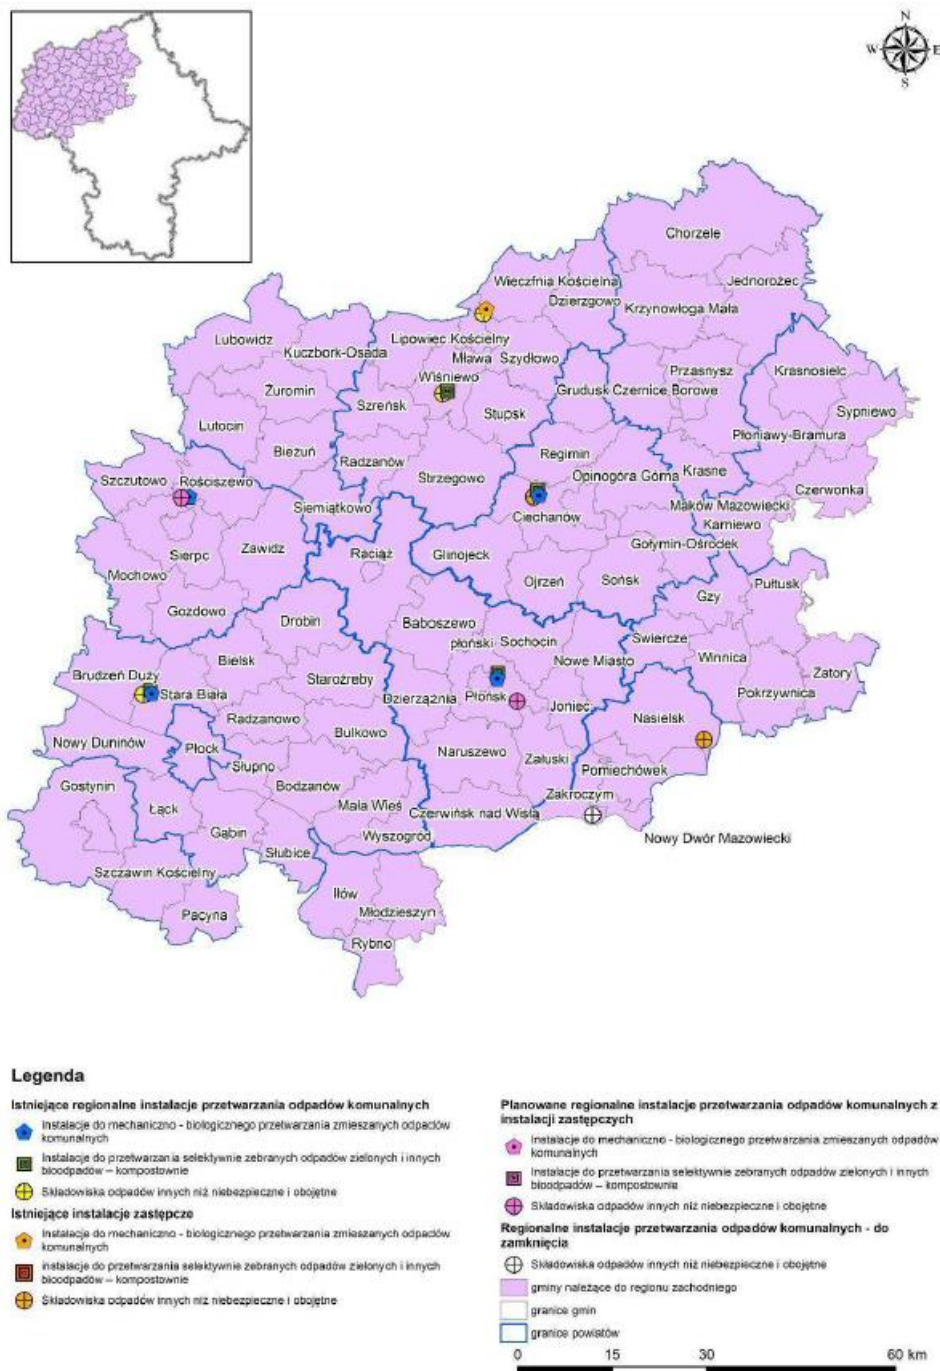 N
W E
S
Chorzele
Wieczfnia Kościelna
Jednorożec
Dzierzgowo
Krzynowłoga Mała
Lubowidz
Lipowiec Kościelny
Kuczbork-Osada
Mława Szydłowo
Przasnysz
Krasnosielc
Wiśniewo
Żuromin
Grudusk Czernice Borowe
Szreńsk
Stupsk
Sypniewo
Lutocin
Płoniawy-Bramura
Bieżuń
Regimin
Radzanów
Krasne
Szczutowo Rościszewo
Strzegowo
Opinogóra Górna
Czerwonka
Siemiątkowo
Ciechanów
Maków Mazowiecki
Karniewo
Sierpc
Zawidz
Raciąż
Glinojeck
Gołymin-Ośrodek
Mochowo
Ojrzeń
Sońsk
Pułtusk
Gzy
Gozdowo
Drobin
Baboszewo
płoński Sochocin
Świercze
Bielsk
Nowe Miasto
Winnica
Brudzeń Duży
Staroźreby
Zatory
Stara Biała
Dzierzążnia
Płońsk
Pokrzywnica
Joniec
Radzanowo
Nasielsk
Bulkowo
Nowy Duninów
Płock
Naruszewo
Słupno
Załuski
Pomiechówek
Gostynin
Bodzanów
Zakroczym
Łąck
Mała Wieś
Czerwińsk nad Wisłą
Gąbin
Wyszogród
Nowy Dwór Mazowiecki
Słubice
Szczawin Kościelny
Iłów
Młodzieszyn
Pacyna
Rybno
Legenda
Istniejące regionalne instalacje przetwarzania odpadów komunalnych
Instalacje do mechaniczno - biologicznego przetwarzania zmieszanych odpadów
komunalnych
Instalacje do przetwarzania selektywnie zebranych odpadów zielonych i innych
bioodpadów – kompostownie
Składowiska odpadów innych niż niebezpieczne i obojętne
Istniejące instalacje zastępcze
Instalacje do mechaniczno - biologicznego przetwarzania zmieszanych odpadów
komunalnych
instalacje do przetwarzania selektywnie zebranych odpadów zielonych i innych
bioodpadów – kompostownie
Składowiska odpadów innych niż niebezpieczne i obojętne
Planowane regionalne instalacje przetwarzania odpadów komunalnych z
instalacji zastępczych
Instalacje do mechaniczno - biologicznego przetwarzania zmieszanych odpadów
komunalnych
Instalacje do przetwarzania selektywnie zebranych odpadów zielonych i innych
bioodpadów – kompostownie
Składowiska odpadów innych niż niebezpieczne i obojętne
Regionalne instalacje przetwarzania odpadów komunalnych - do
zamknięcia
Składowiska odpadów innych niż niebezpieczne i obojętne
gminy należące do regionu zachodniego
granice gmin
granice powiatów
0 15 30 60 km